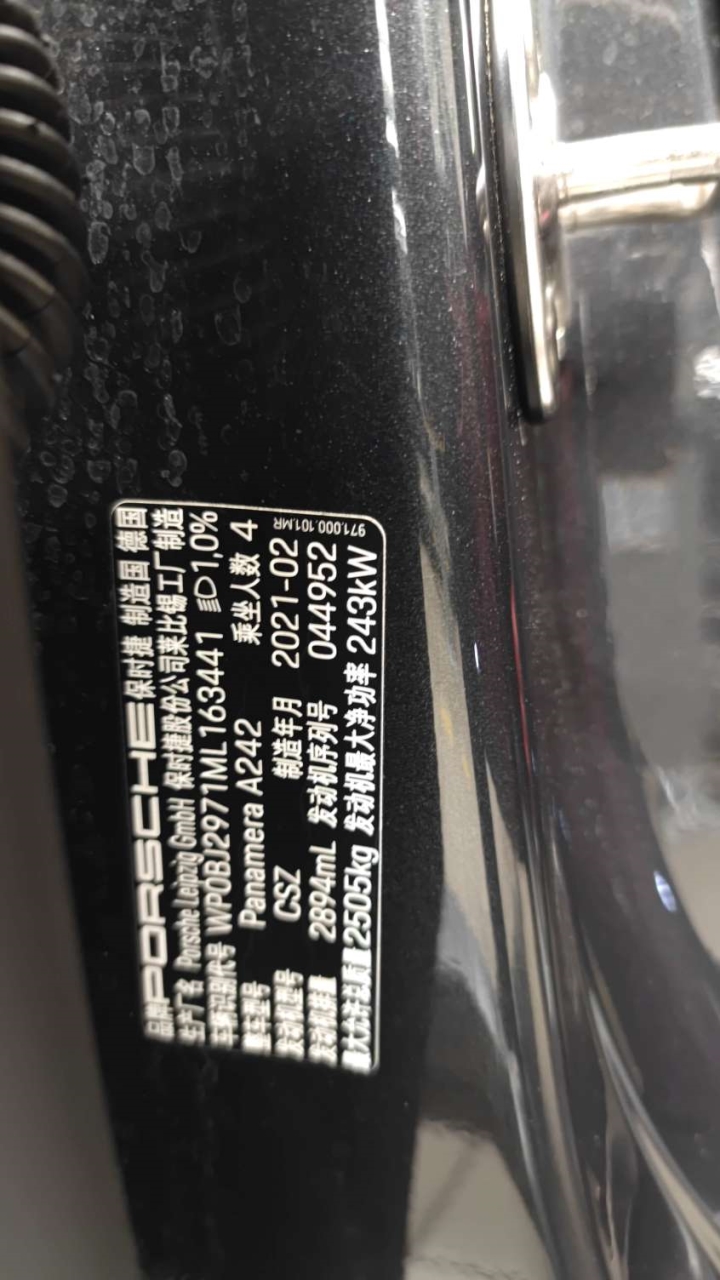 品牌 PORSCHE 保时捷 制造国 德国
生产厂名 Porsche Leipzig GmbH 保时捷股份公司莱比锡工厂制造
车辆识别代号 WP0BJ2971ML163441 1,0%
整车型号 Panamera A242 乘坐人数 4
发动机型号 CSZ 制造年月 2021-02
发动机排量 2894mL 发动机序列号 044952
最大允许总质量 2505kg 发动机最大净功率 243kW
971.000.101.MR